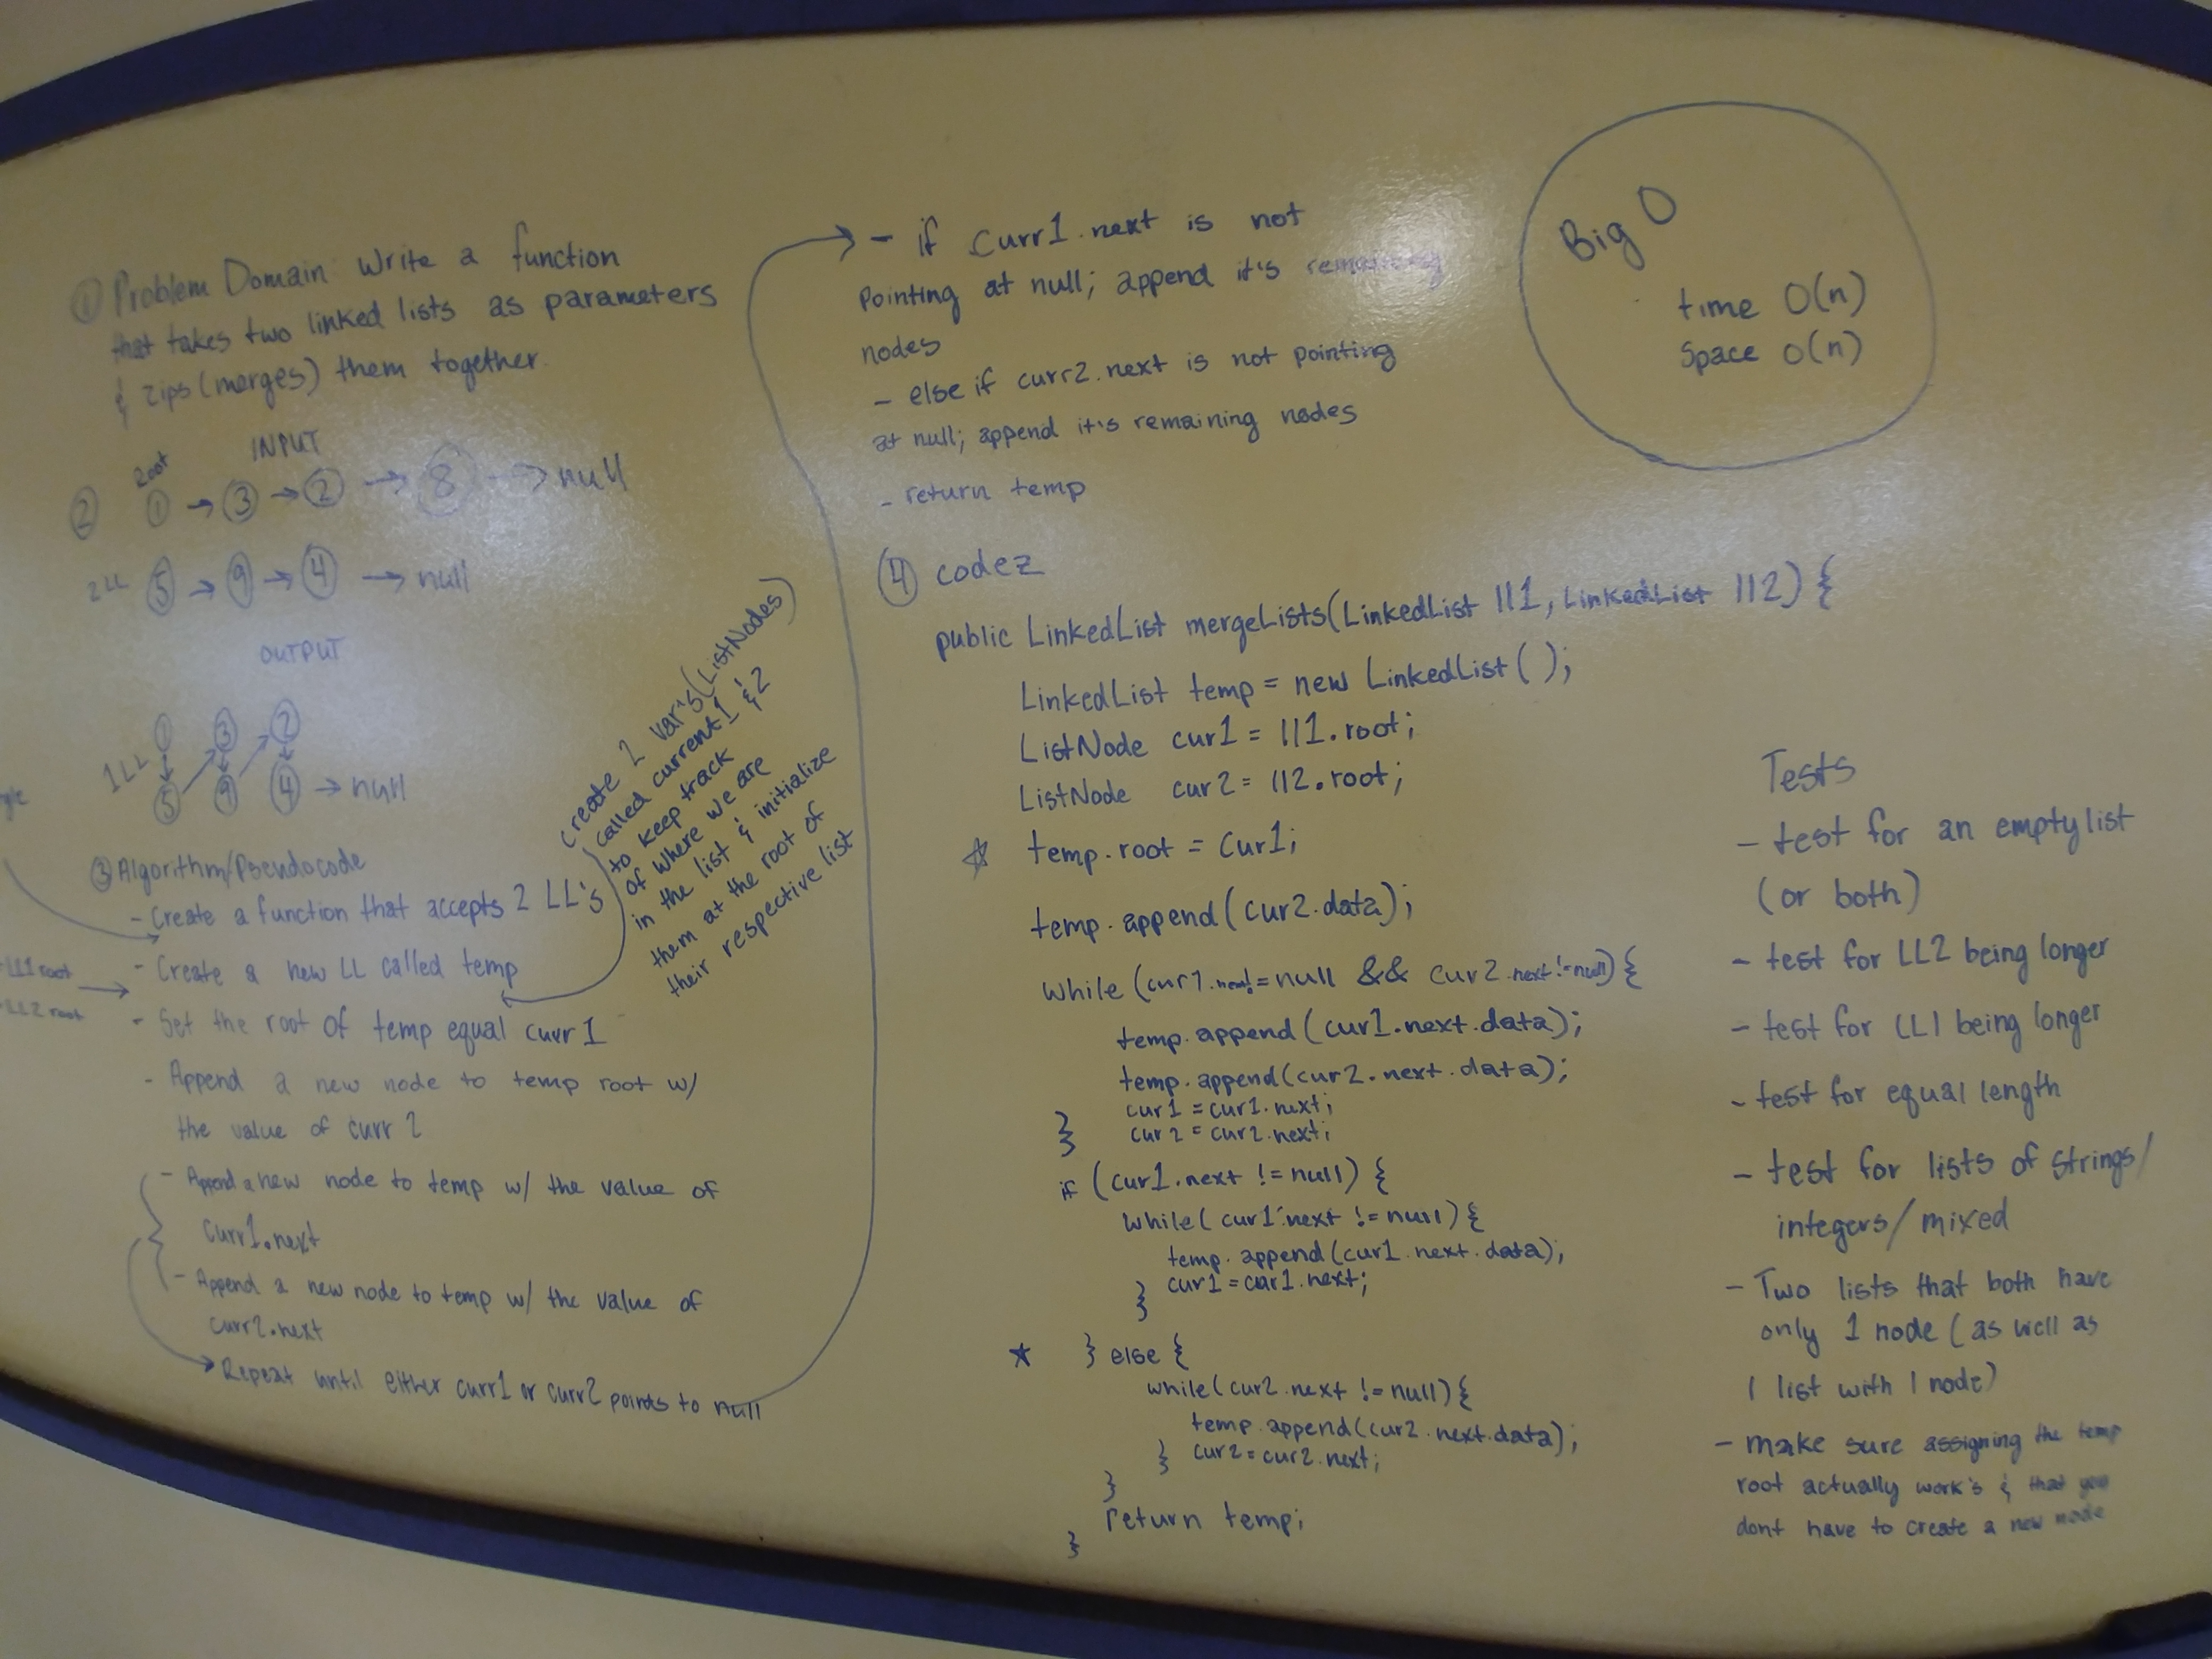 ① Problem Domain: Write a function
that takes two linked lists as parameters
& zips (merges) them together.
INPUT
Root
② ① → ③ → ② → ⑧ → null
2LL ⑤ → ⑨ → ④ → null
OUTPUT
1LL ① ③ ②
⑤ ⑨ ④ → null
③ Algorithm/Pseudocode
- Create a function that accepts 2 LL's
- Create a new LL called temp
LL1 root
LL2 root
- Set the root of temp equal curr 1
- Append a new node to temp root w/
the value of curr 2
- Append a new node to temp w/ the value of
curr1.next
- Append a new node to temp w/ the value of
curr2.next
Repeat until either curr1 or curr2 points to null
create 2 var's (ListNodes)
called current 1 & 2
to keep track
of where we are
in the list & initialize
them at the root of
their respective list
- if curr1.next is not
pointing at null; append it's remaining
nodes
- else if curr2.next is not pointing
at null; append it's remaining nodes
- return temp
④ codez
public LinkedList mergeLists(LinkedList ll1, LinkedList ll2) {
LinkedList temp = new LinkedList( );
ListNode cur1 = ll1.root;
ListNode cur2 = ll2.root;
☆ temp.root = cur1;
temp.append(cur2.data);
while (cur1.next != null && cur2.next != null) {
temp.append(cur1.next.data);
temp.append(cur2.next.data);
cur1 = cur1.next;
} cur2 = cur2.next;
if (cur1.next != null) {
while( cur1.next != null) {
temp.append(cur1.next.data);
} cur1 = cur1.next;
★ } else {
while(cur2.next != null) {
temp.append(cur2.next.data);
} cur2 = cur2.next;
}
return temp;
}
Big O
time O(n)
Space O(n)
Tests
- test for an empty list
(or both)
- test for LL2 being longer
- test for LL1 being longer
- test for equal length
- test for lists of strings/
integers/mixed
- Two lists that both have
only 1 node (as well as
1 list with 1 node)
- make sure assigning the temp
root actually work's & that you
dont have to create a new node